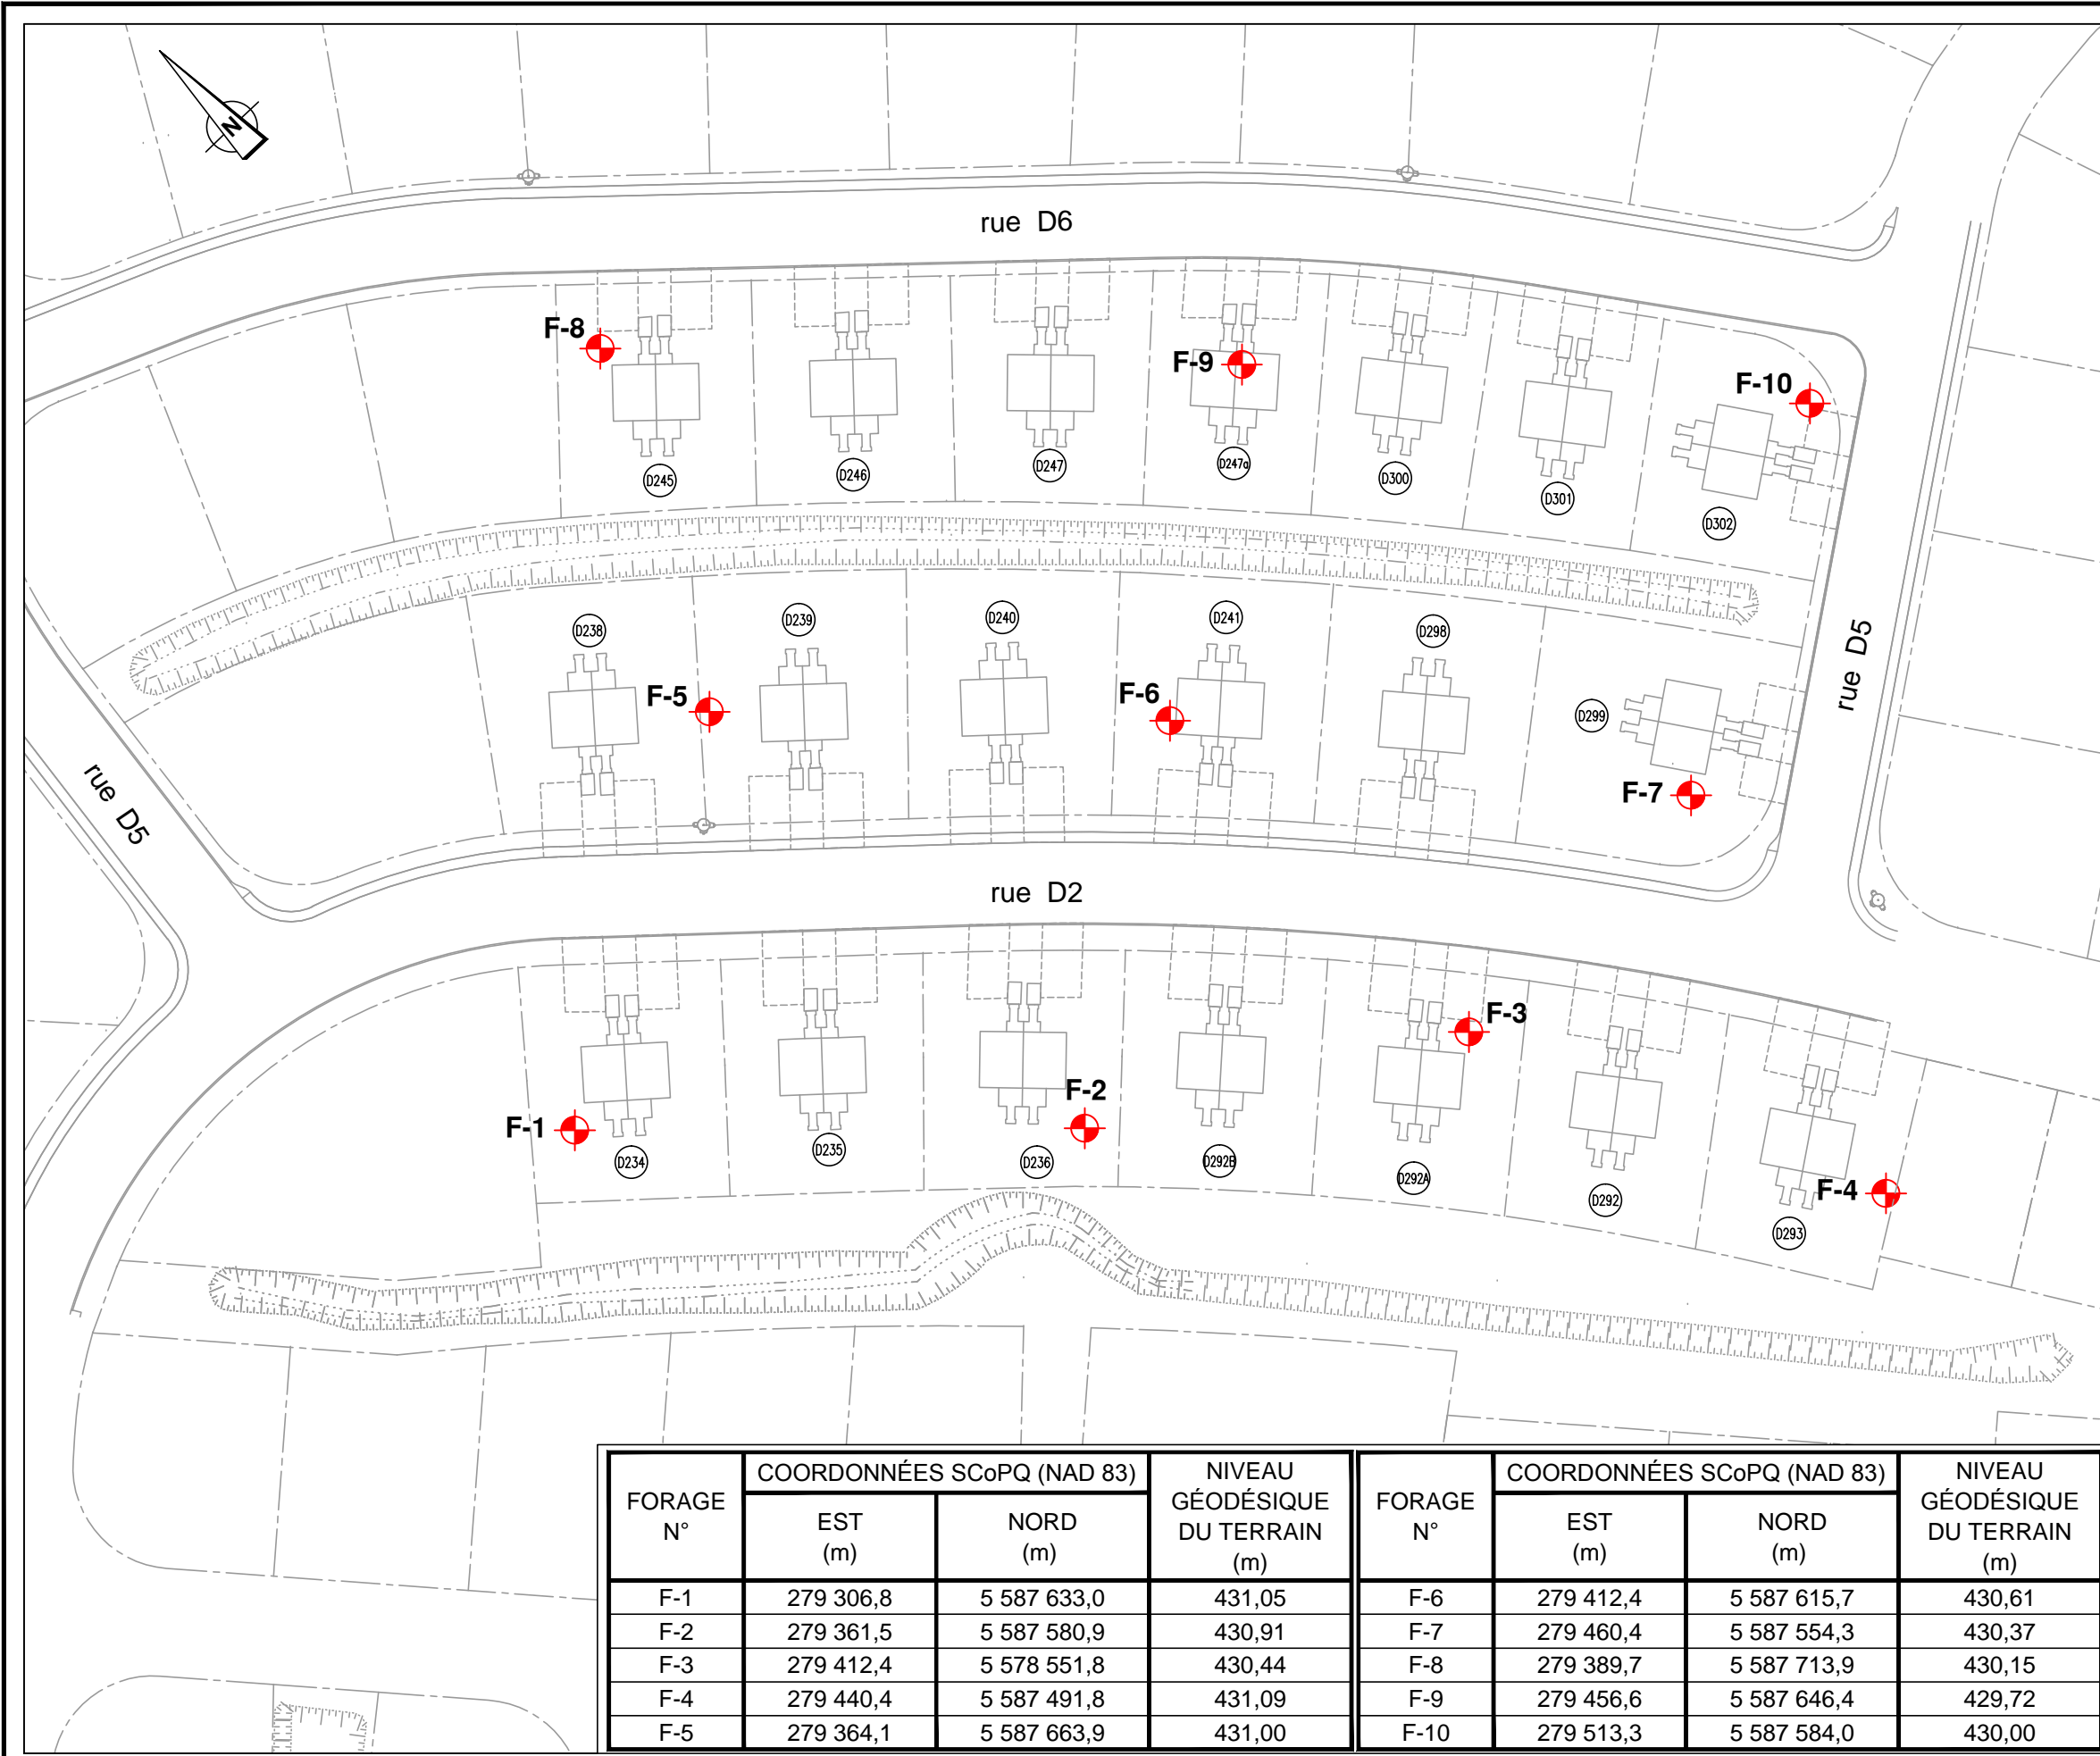 N
rue D6
F-8
F-9
F-10
D245
D246
D247
D247a
D300
D301
D302
D238
D239
D240
D241
D298
D299
F-5
F-6
F-7
rue D5
rue D5
rue D2
F-1
F-2
F-3
F-4
D234
D235
D236
D292B
D292A
D292
D293
FORAGE N° COORDONNÉES SCoPQ (NAD 83) NIVEAU GÉODÉSIQUE DU TERRAIN (m) FORAGE N° COORDONNÉES SCoPQ (NAD 83) NIVEAU GÉODÉSIQUE DU TERRAIN (m)
EST (m) NORD (m) EST (m) NORD (m)
F-1 279 306,8 5 587 633,0 431,05 F-6 279 412,4 5 587 615,7 430,61
F-2 279 361,5 5 587 580,9 430,91 F-7 279 460,4 5 587 554,3 430,37
F-3 279 412,4 5 578 551,8 430,44 F-8 279 389,7 5 587 713,9 430,15
F-4 279 440,4 5 587 491,8 431,09 F-9 279 456,6 5 587 646,4 429,72
F-5 279 364,1 5 587 663,9 431,00 F-10 279 513,3 5 587 584,0 430,00